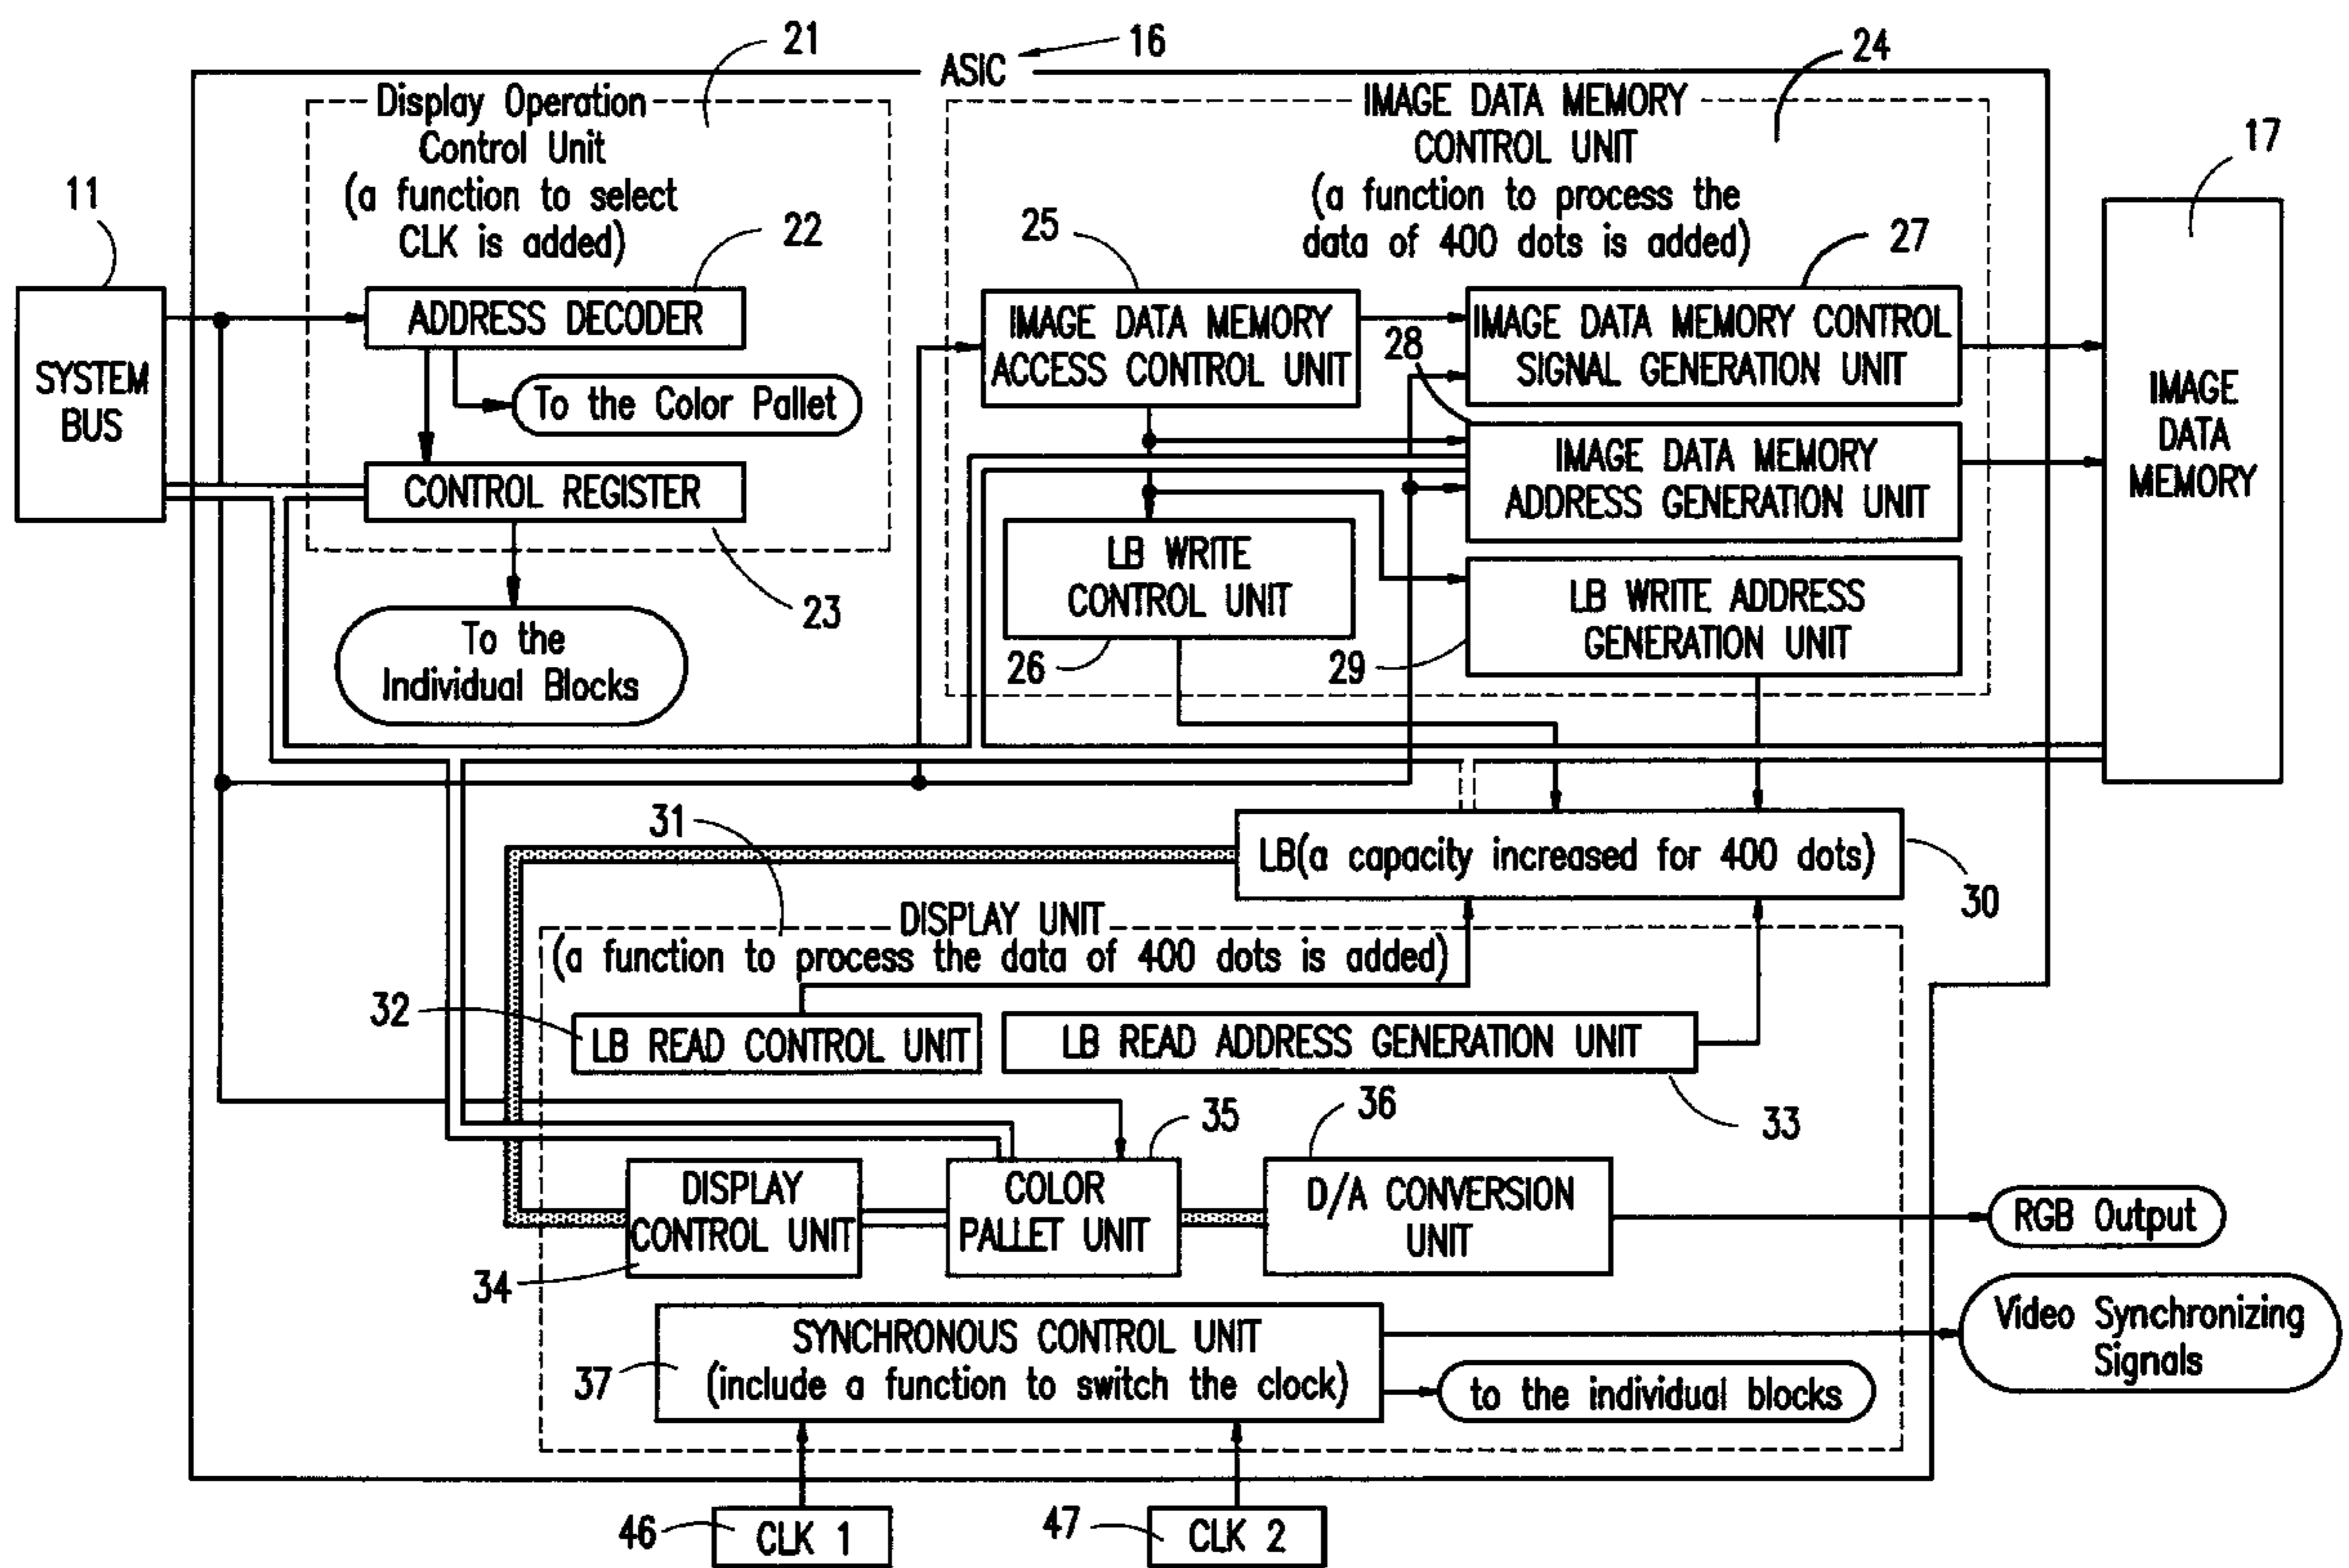 21
ASIC
16
24
Display Operation
Control Unit
(a function to select
CLK is added)
IMAGE DATA MEMORY
CONTROL UNIT
(a function to process the
data of 400 dots is added)
17
11
22
25
27
SYSTEM
BUS
ADDRESS DECODER
To the Color Pallet
CONTROL REGISTER
23
To the
Individual Blocks
IMAGE DATA MEMORY
ACCESS CONTROL UNIT
28
IMAGE DATA MEMORY CONTROL
SIGNAL GENERATION UNIT
IMAGE DATA MEMORY
ADDRESS GENERATION UNIT
IMAGE
DATA
MEMORY
LB WRITE
CONTROL UNIT
26
29
LB WRITE ADDRESS
GENERATION UNIT
31
LB(a capacity increased for 400 dots)
30
DISPLAY UNIT
(a function to process the data of 400 dots is added)
32
LB READ CONTROL UNIT
LB READ ADDRESS GENERATION UNIT
33
35
36
DISPLAY
CONTROL UNIT
34
COLOR
PALLET UNIT
D/A CONVERSION
UNIT
RGB Output
SYNCHRONOUS CONTROL UNIT
(include a function to switch the clock)
37
Video Synchronizing
Signals
to the individual blocks
46
CLK 1
47
CLK 2